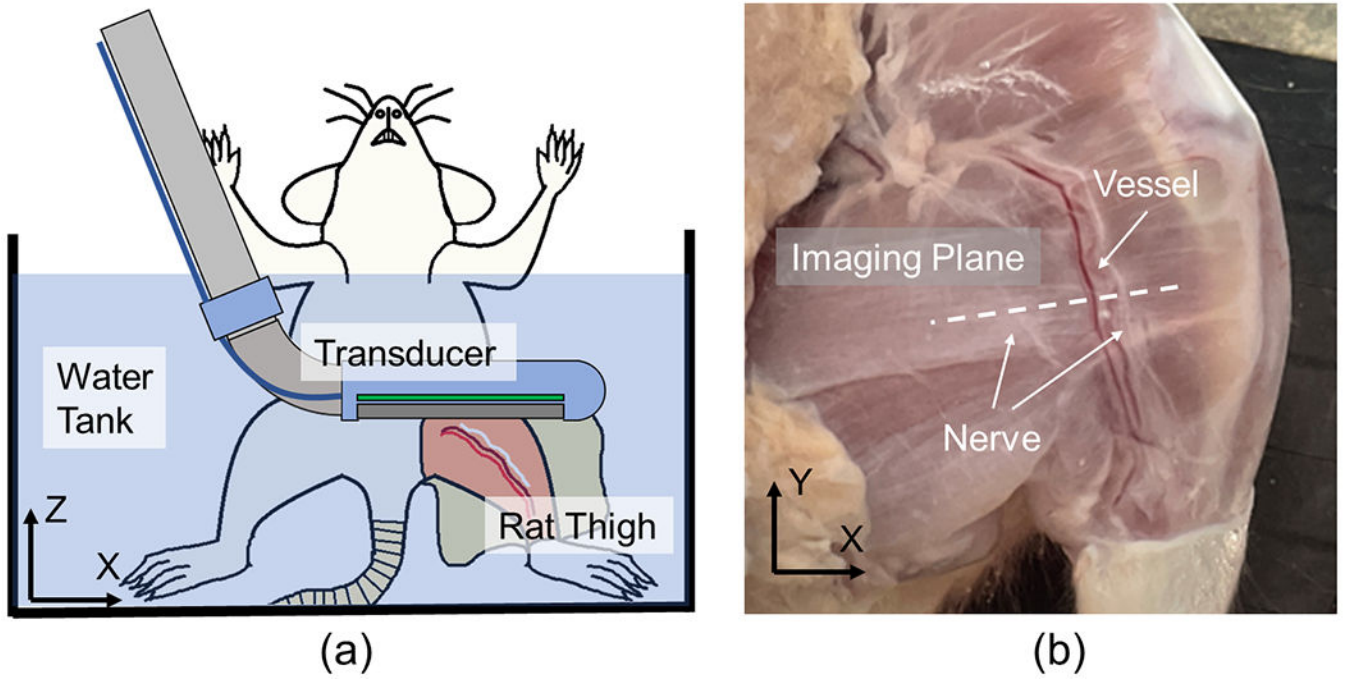 Transducer
Water
Tank
Rat Thigh
Z
X
(a)
Vessel
Imaging Plane
Nerve
Y
X
(b)